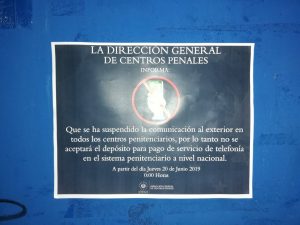 LA DIRECCIÓN GENERAL
DE CENTROS PENALES
INFORMA:
Que se ha suspendido la comunicación al exterior en
todos los centros penitenciarios, por lo tanto no se
aceptará el depósito para pago de servicio de telefonía
en el sistema penitenciario a nivel nacional.
A partir del día Jueves 20 de Junio 2019
0:00 Horas